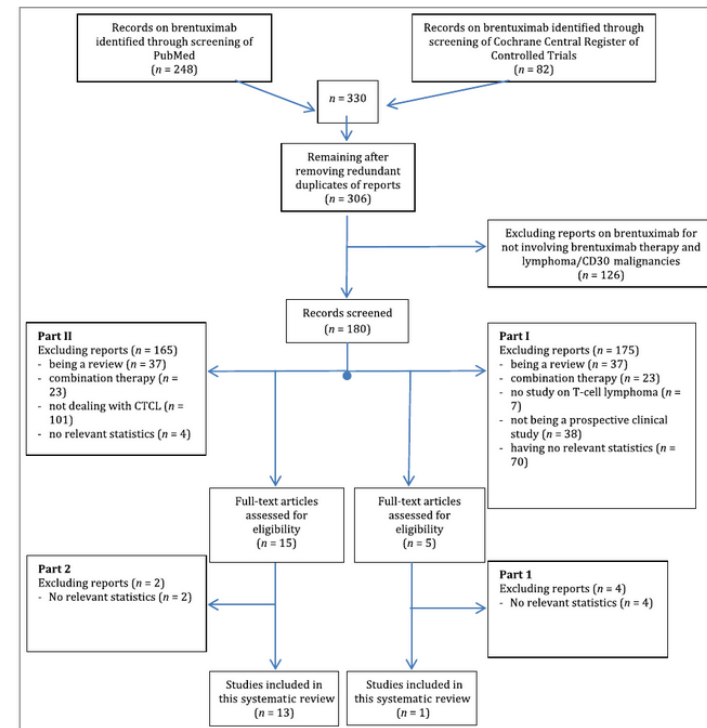 Records on brentuximab
identified through screening of
PubMed
(n = 248)
Records on brentuximab identified through
screening of Cochrane Central Register of
Controlled Trials
(n = 82)
n = 330
Remaining after
removing redundant
duplicates of reports
(n = 306)
Excluding reports on brentuximab for
not involving brentuximab therapy and
lymphoma/CD30 malignancies
(n = 126)
Records screened
(n = 180)
Part II
Excluding reports (n = 165)
- being a review (n = 37)
- combination therapy (n =
23)
- not dealing with CTCL (n =
101)
- no relevant statistics (n = 4)
Part I
Excluding reports (n = 175)
- being a review (n = 37)
- combination therapy (n = 23)
- no study on T-cell lymphoma (n =
7)
- not being a prospective clinical
study (n = 38)
- having no relevant statistics (n =
70)
Full-text articles
assessed for
eligibility
(n = 15)
Full-text articles
assessed for
eligibility
(n = 5)
Part 2
Excluding reports (n = 2)
- No relevant statistics (n = 2)
Part 1
Excluding reports (n = 4)
- No relevant statistics (n = 4)
Studies included in
this systematic review
(n = 13)
Studies included in
this systematic review
(n = 1)